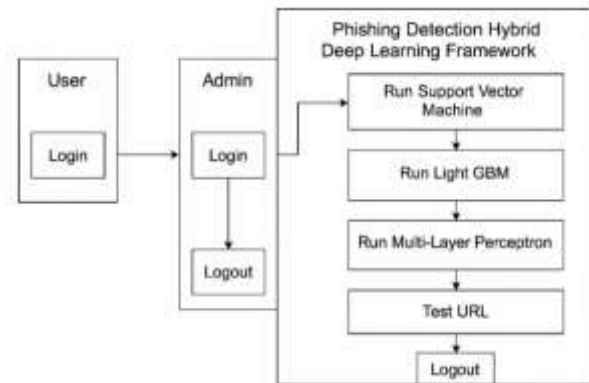 Phishing Detection Hybrid
Deep Learning Framework
User
Login
Admin
Login
Logout
Run Support Vector
Machine
Run Light GBM
Run Multi-Layer Perceptron
Test URL
Logout